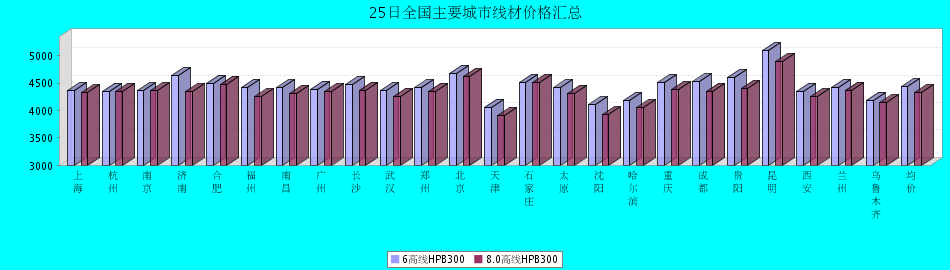 25日全国主要城市线材价格汇总
5000
4500
4000
3500
3000
上海
杭州
南京
济南
合肥
福州
南昌
广州
长沙
武汉
郑州
北京
天津
石家庄
太原
沈阳
哈尔滨
重庆
成都
贵阳
昆明
西安
兰州
乌鲁木齐
均价
6高线HPB300
8.0高线HPB300